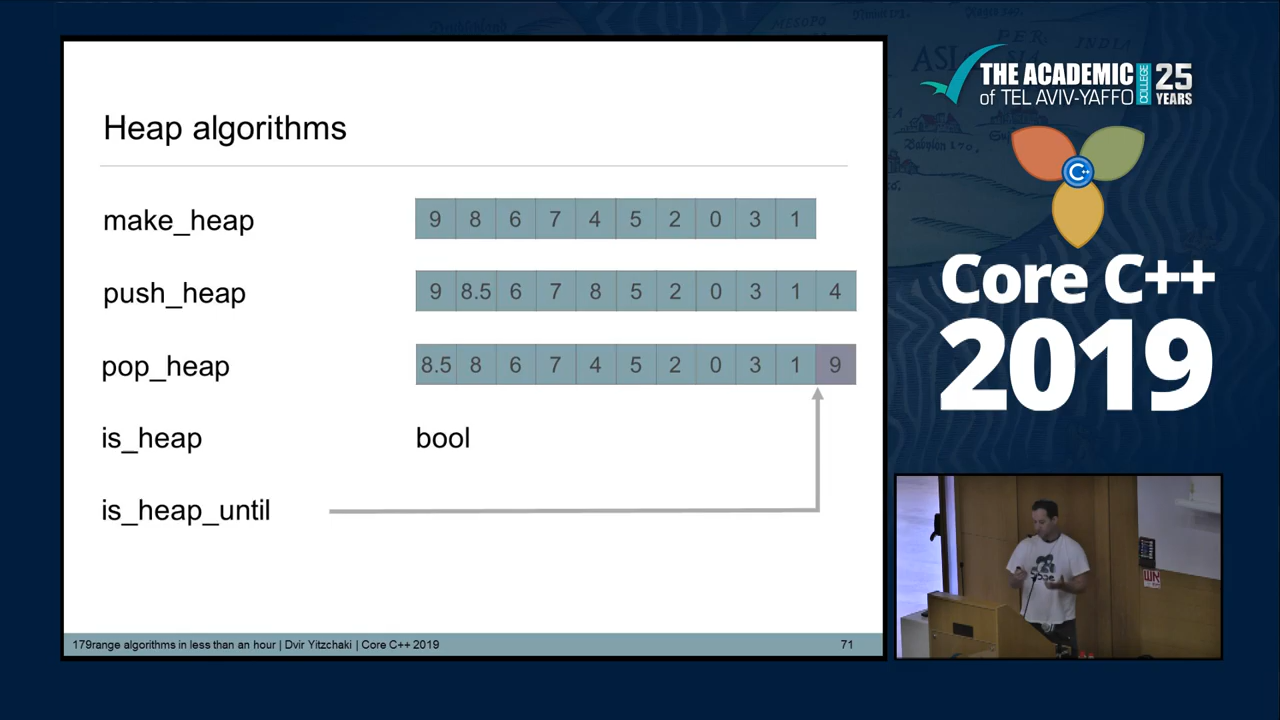 Heap algorithms
make_heap 9 8 6 7 4 5 2 0 3 1
push_heap 9 8.5 6 7 8 5 2 0 3 1 4
pop_heap 8.5 8 6 7 4 5 2 0 3 1 9
is_heap bool
is_heap_until
179range algorithms in less than an hour | Dvir Yitzchaki | Core C++ 2019 71
THE ACADEMIC
of TEL AVIV-YAFFO
COLLEGE
25
YEARS
C++
Core C++
2019